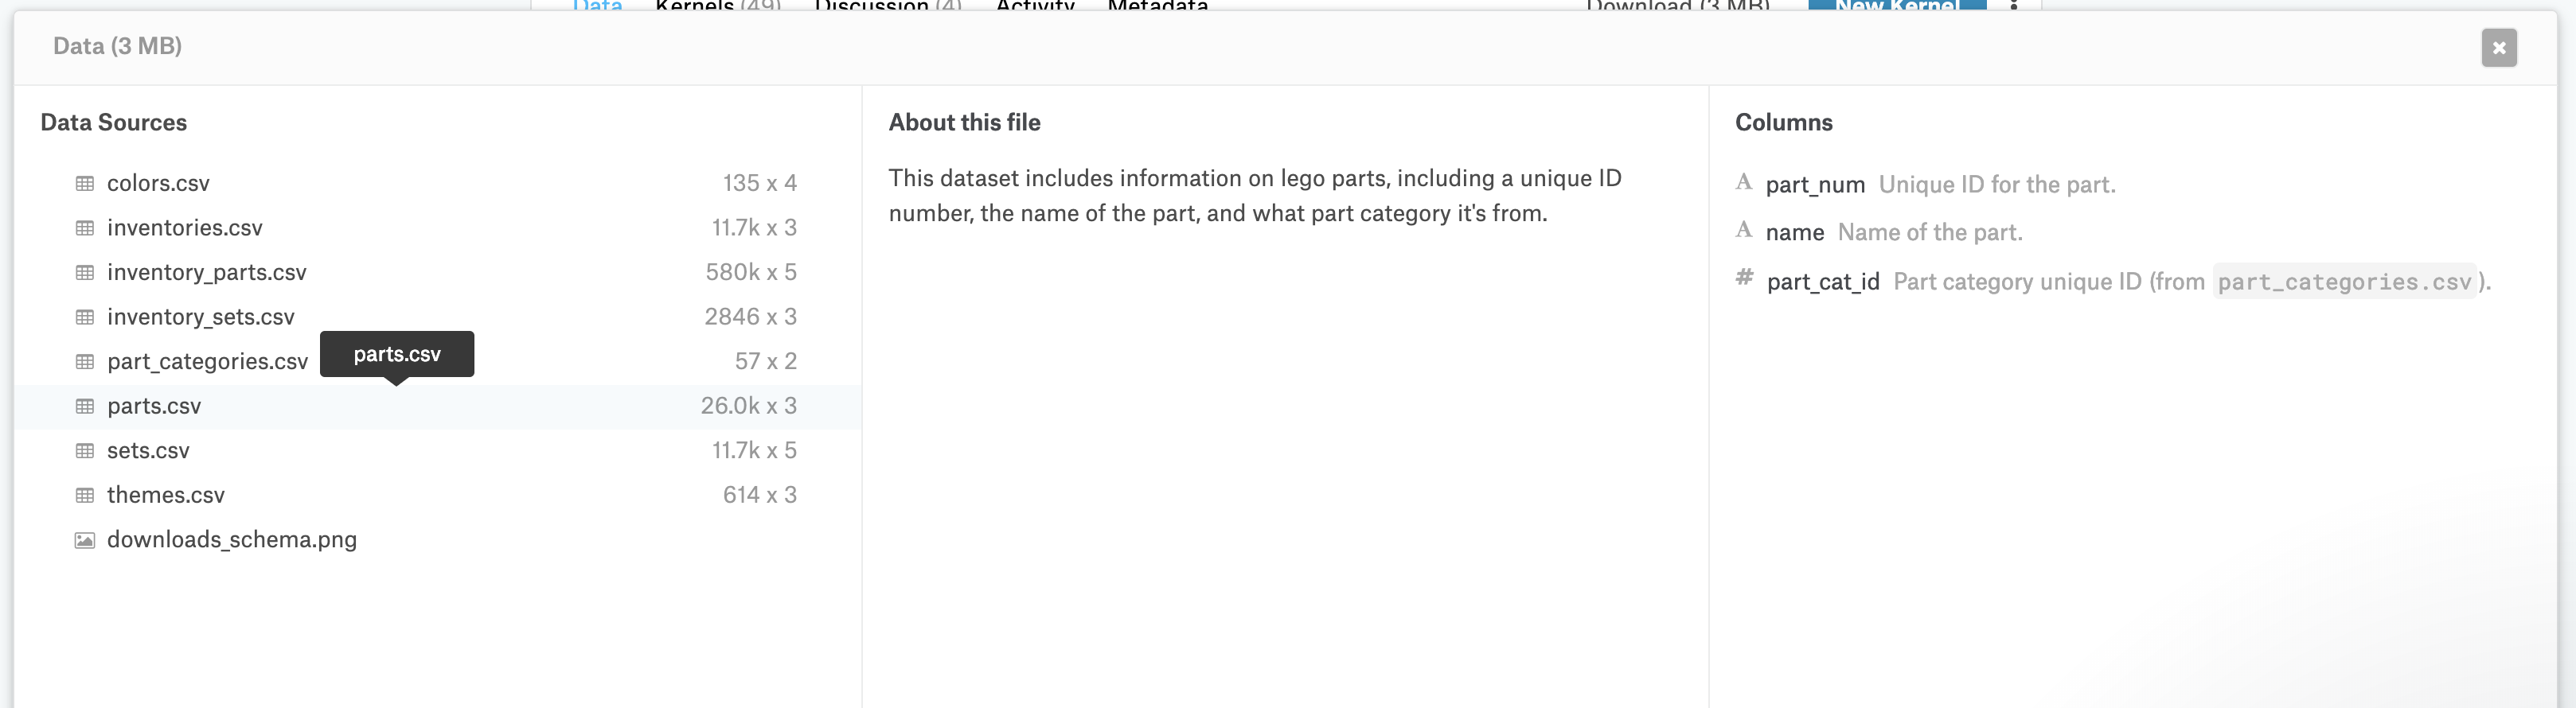 Data Kernels (49) Discussion (4) Activity Metadata Download (3 MB) New Kernel
Data (3 MB)
Data Sources
colors.csv 135 x 4
inventories.csv 11.7k x 3
inventory_parts.csv 580k x 5
inventory_sets.csv 2846 x 3
part_categories.csv 57 x 2
parts.csv
parts.csv 26.0k x 3
sets.csv 11.7k x 5
themes.csv 614 x 3
downloads_schema.png
About this file
This dataset includes information on lego parts, including a unique ID
number, the name of the part, and what part category it's from.
Columns
A part_num Unique ID for the part.
A name Name of the part.
# part_cat_id Part category unique ID (from part_categories.csv).